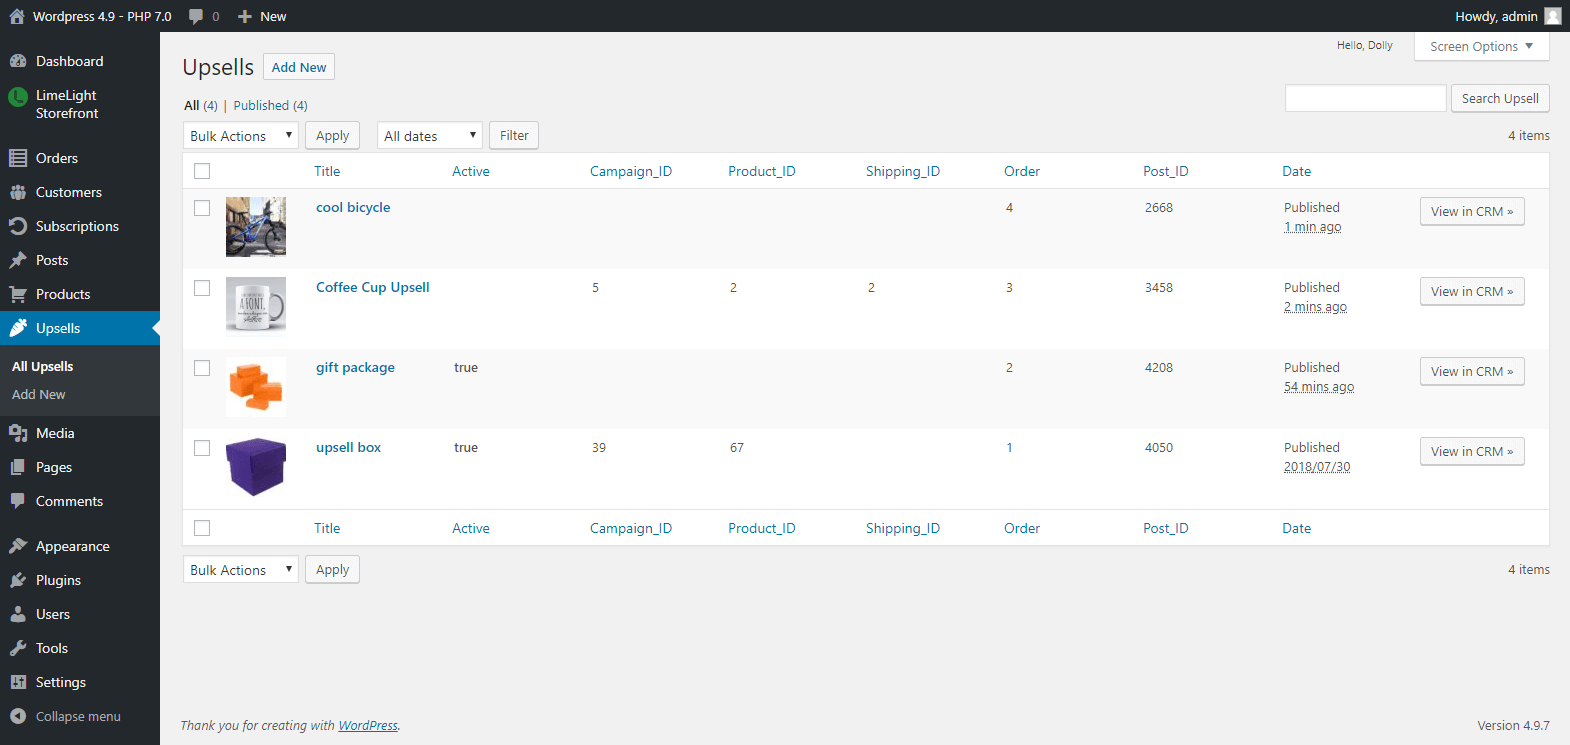 Wordpress 4.9 - PHP 7.0 0 New Howdy, admin
Dashboard
LimeLight
Storefront
Orders
Customers
Subscriptions
Posts
Products
Upsells
All Upsells
Add New
Media
Pages
Comments
Appearance
Plugins
Users
Tools
Settings
Collapse menu
Hello, Dolly Screen Options
Upsells Add New
All (4) | Published (4)
Search Upsell
Bulk Actions Apply All dates Filter 4 items
Title Active Campaign_ID Product_ID Shipping_ID Order Post_ID Date
cool bicycle 4 2668 Published View in CRM »
1 min ago
Coffee Cup Upsell 5 2 2 3 3458 Published View in CRM »
2 mins ago
A FONT,
gift package true 2 4208 Published View in CRM »
54 mins ago
upsell box true 39 67 1 4050 Published View in CRM »
2018/07/30
Title Active Campaign_ID Product_ID Shipping_ID Order Post_ID Date
Bulk Actions Apply 4 items
Thank you for creating with WordPress. Version 4.9.7